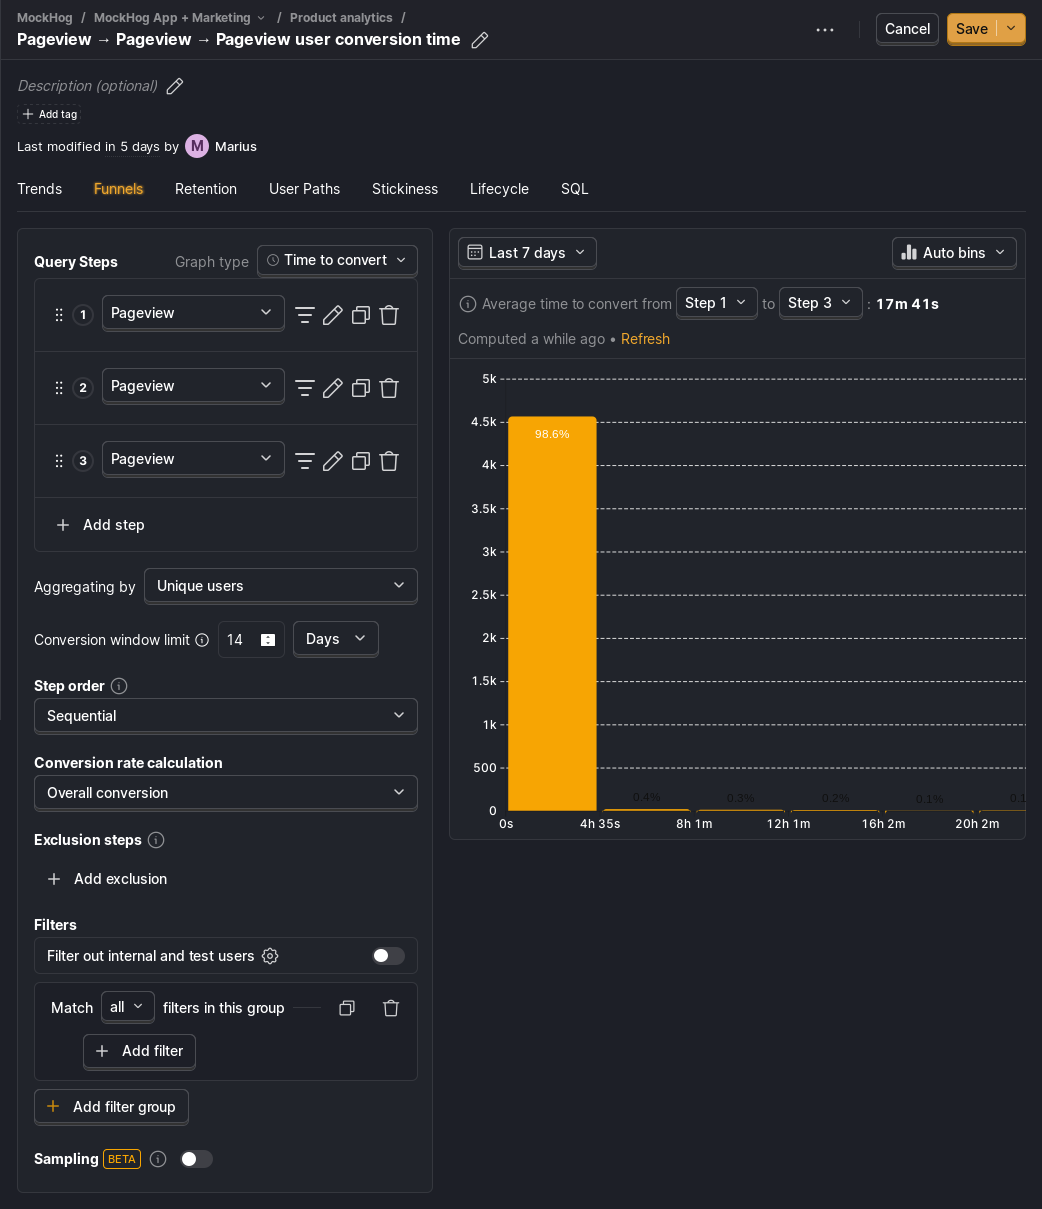 MockHog / MockHog App + Marketing / Product analytics /
Pageview → Pageview → Pageview user conversion time
Cancel
Save
Description (optional)
+ Add tag
Last modified in 5 days by M Marius
Trends Funnels Retention User Paths Stickiness Lifecycle SQL
Query Steps Graph type Time to convert
1 Pageview
2 Pageview
3 Pageview
+ Add step
Aggregating by Unique users
Conversion window limit 14 Days
Step order
Sequential
Conversion rate calculation
Overall conversion
Exclusion steps
+ Add exclusion
Filters
Filter out internal and test users
Match all filters in this group
+ Add filter
+ Add filter group
Sampling BETA
Last 7 days Auto bins
Average time to convert from Step 1 to Step 3 : 17m 41s
Computed a while ago • Refresh
5k
4.5k
98.6%
4k
3.5k
3k
2.5k
2k
1.5k
1k
500
0.4% 0.3% 0.2% 0.1% 0.1
0
0s 4h 35s 8h 1m 12h 1m 16h 2m 20h 2m